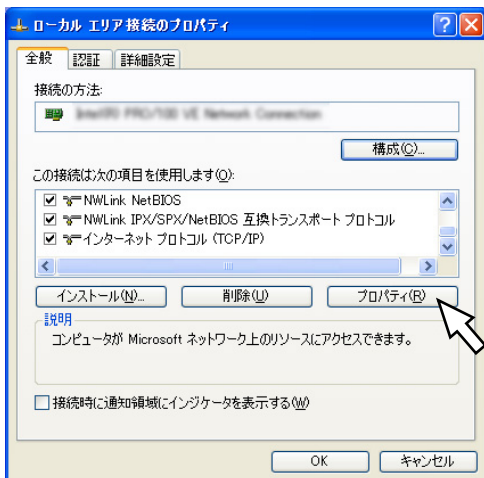 ローカル エリア接続のプロパティ
全般 認証 詳細設定
接続の方法:
構成(C)...
この接続は次の項目を使用します(O):
NWLink NetBIOS
NWLink IPX/SPX/NetBIOS 互換トランスポート プロトコル
インターネット プロトコル (TCP/IP)
インストール(N)... 削除(U) プロパティ(R)
説明
コンピュータが Microsoft ネットワーク上のリソースにアクセスできます。
接続時に通知領域にインジケータを表示する(W)
OK キャンセル